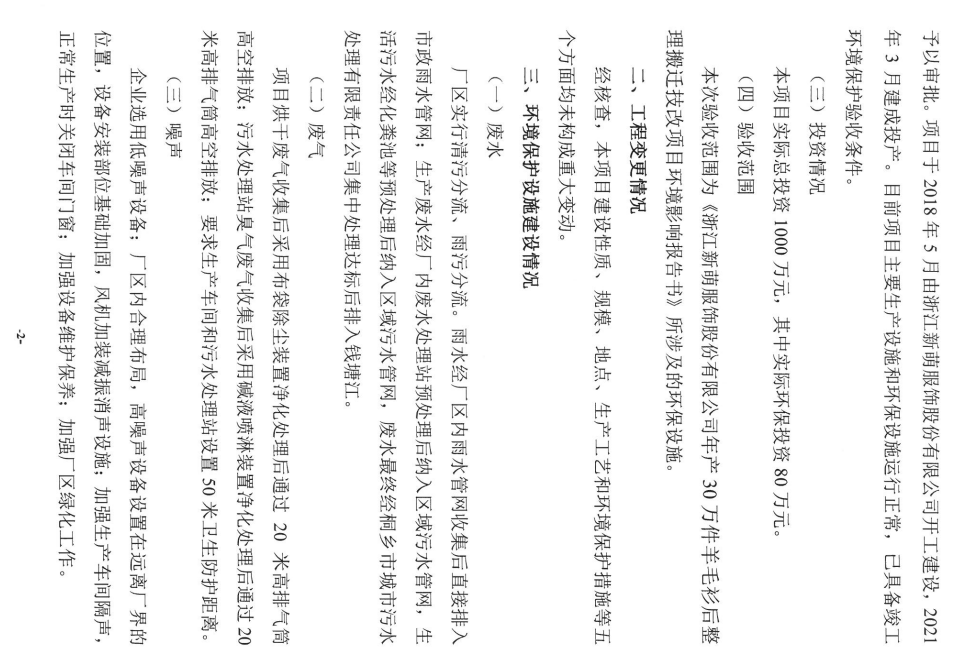 予以审批。项目于 2018 年 5 月由浙江新萌服饰股份有限公司开工建设，2021
年 3 月建成投产。目前项目主要生产设施和环保设施运行正常，已具备竣工
环境保护验收条件。
（三）投资情况
本项目实际总投资 1000 万元，其中实际环保投资 80 万元。
（四）验收范围
本次验收范围为《浙江新萌服饰股份有限公司年产 30 万件羊毛衫后整
理搬迁技改项目环境影响报告书》所涉及的环保设施。
二、工程变更情况
经核查，本项目建设性质、规模、地点、生产工艺和环境保护措施等五
个方面均未构成重大变动。
三、环境保护设施建设情况
（一）废水
厂区实行清污分流、雨污分流。雨水经厂区内雨水管网收集后直接排入
市政雨水管网；生产废水经厂内废水处理站预处理后纳入区域污水管网，生
活污水经化粪池等预处理后纳入区域污水管网，废水最终经桐乡市城市污水
处理有限责任公司集中处理达标后排入钱塘江。
（二）废气
项目烘干废气收集后采用布袋除尘装置净化处理后通过 20 米高排气筒
高空排放；污水处理站臭气废气收集后采用碱液喷淋装置净化处理后通过 20
米高排气筒高空排放；要求生产车间和污水处理站设置 50 米卫生防护距离。
（三）噪声
企业选用低噪声设备；厂区内合理布局，高噪声设备设置在远离厂界的
位置，设备安装部位基础加固，风机加装减振消声设施；加强生产车间隔声，
正常生产时关闭车间门窗；加强设备维护保养；加强厂区绿化工作。
-2-